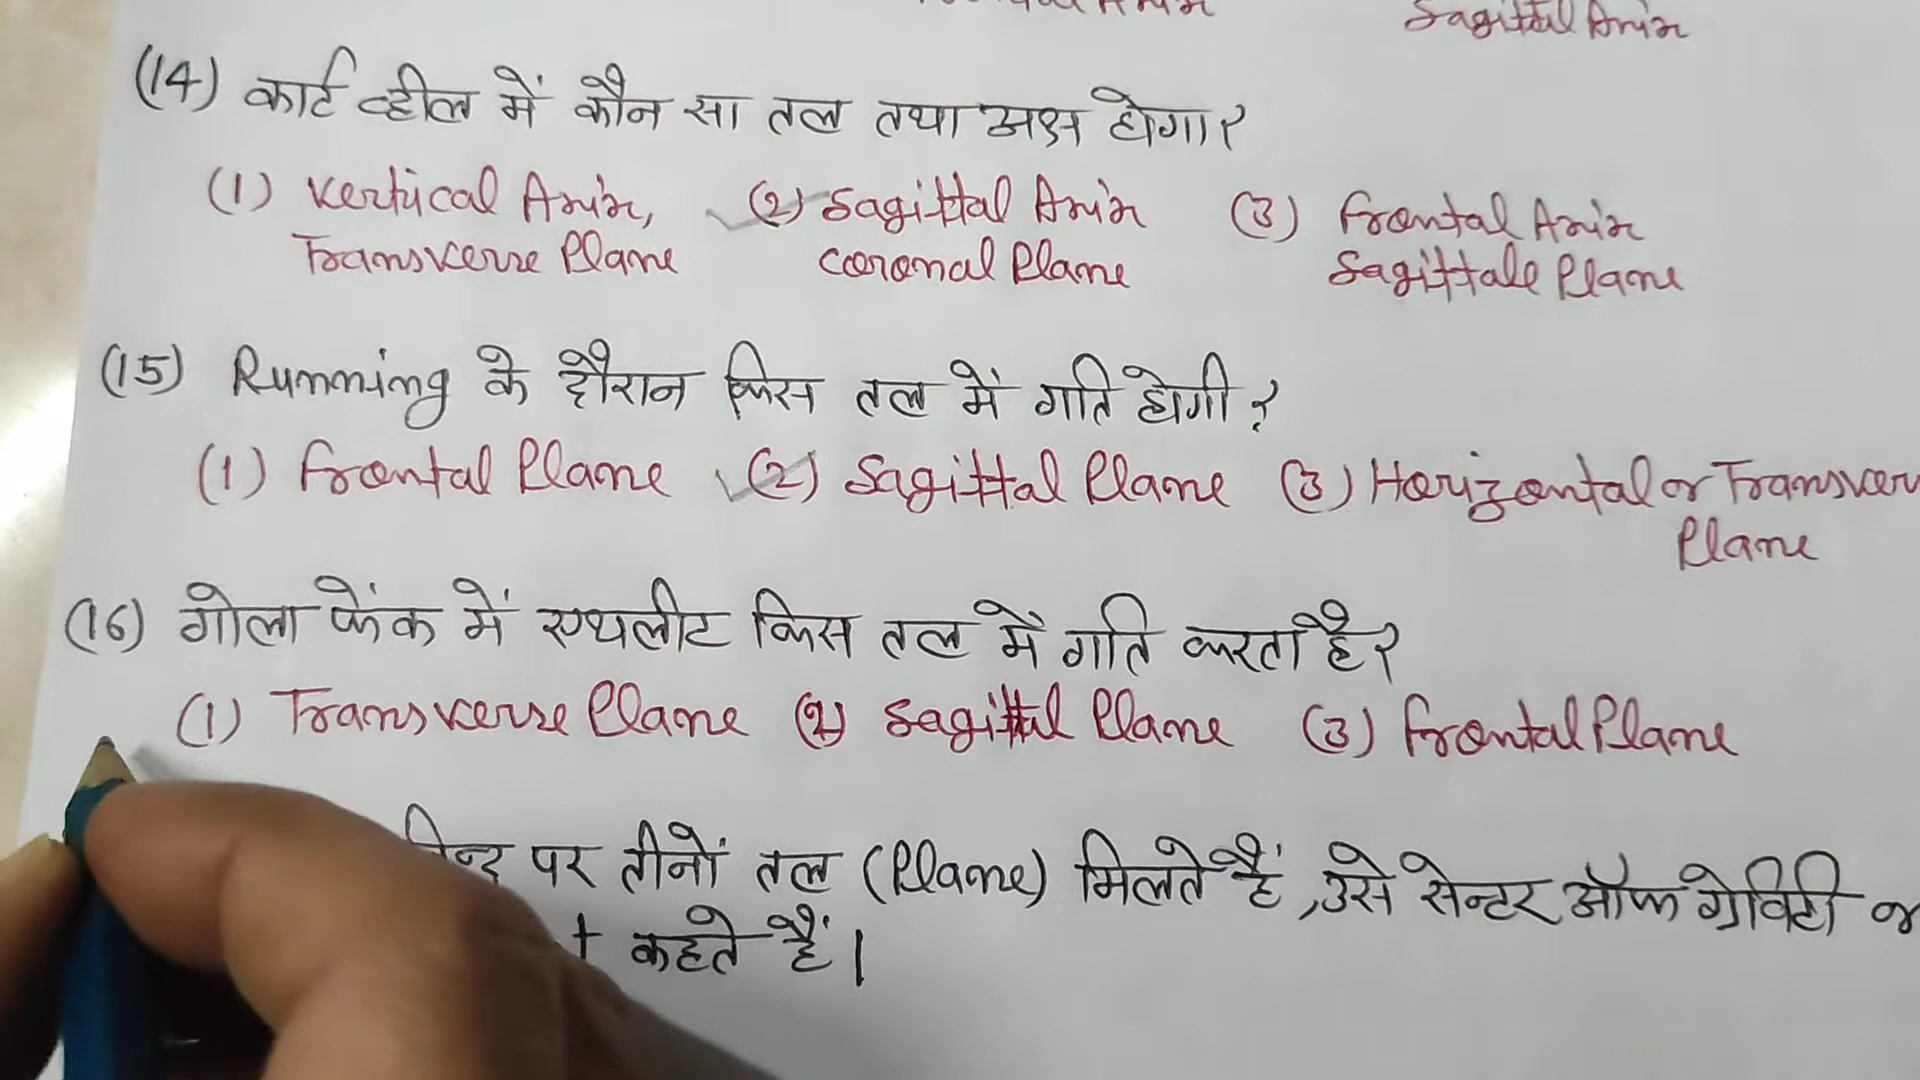 Sagittal Axis
(14) कार्ट व्हील में कौन सा तल तथा अक्ष होगा?
(1) Vertical Axis, (2) Sagittal Axis (3) Frontal Axis
Transverse Plane Coronal Plane Sagittale Plane
(15) Running के दौरान किस तल में गति होगी?
(1) Frontal Plane (2) Sagittal Plane (3) Horizontal or Transver
Plane
(16) गोला फेंक में एथलीट किस तल में गति करता है?
(1) Transverse Plane (2) Sagittal Plane (3) Frontal Plane
पर तीनों तल (Plane) मिलते हैं, उसे सेन्टर ऑफ ग्रेविटी
कहते हैं।